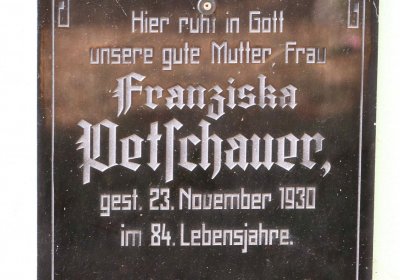 Hier ruht in Gott
unsere gute Mutter, Frau
Franziska
Petſchauer,
gest. 23. November 1930
im 84. Lebensjahre.